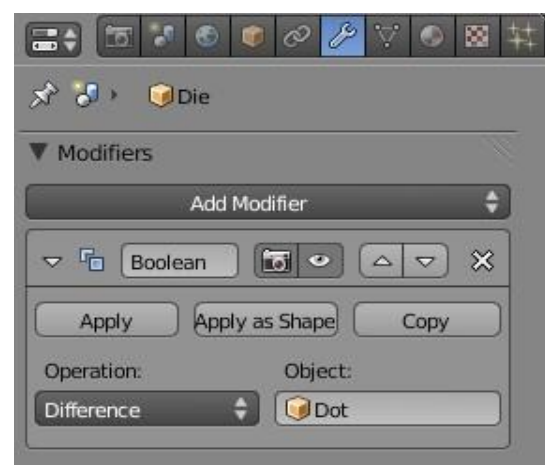 Die
Modifiers
Add Modifier
Boolean
Apply Apply as Shape Copy
Operation: Object:
Difference Dot